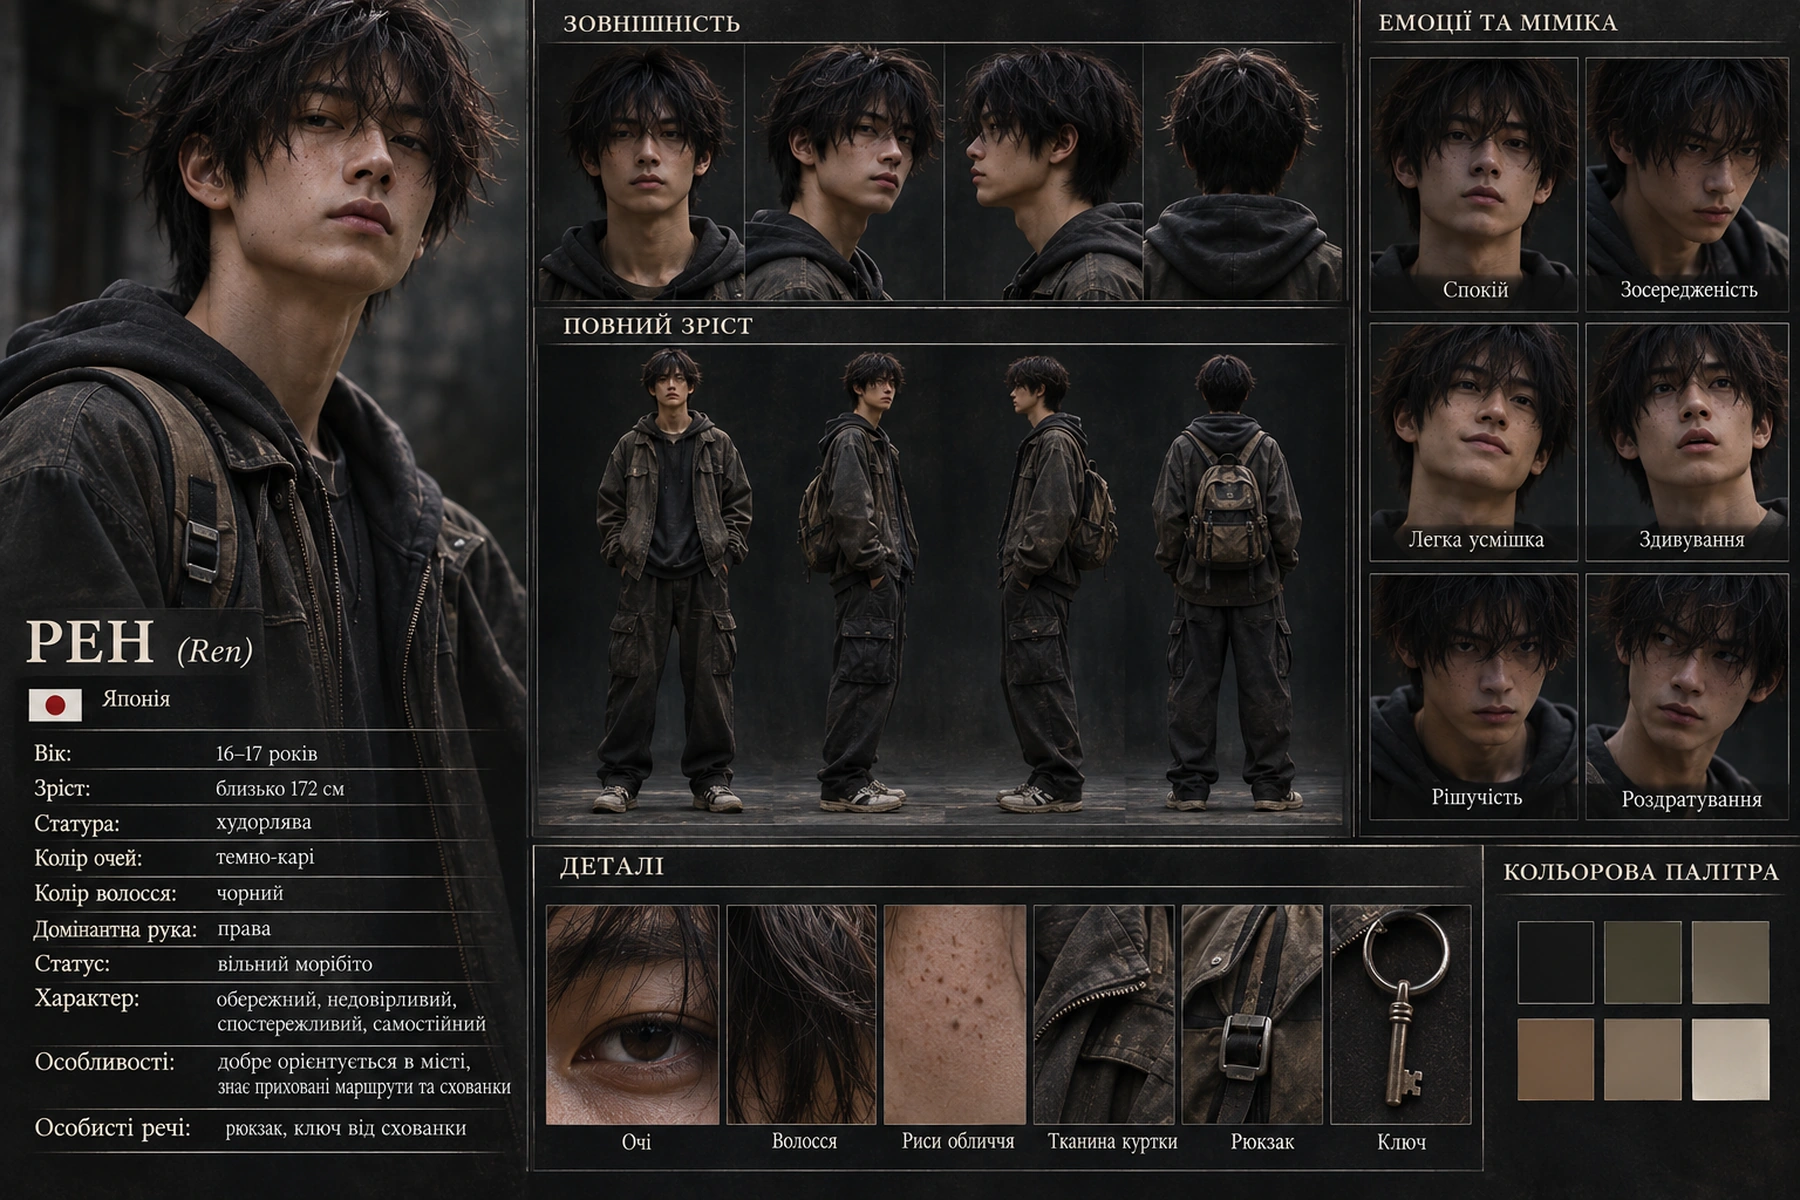 РЕН (Ren)
Японія
Вік: 16–17 років
Зріст: близько 172 см
Статура: худорлява
Колір очей: темно-карі
Колір волосся: чорний
Домінантна рука: права
Статус: вільний морібіто
Характер: обережний, недовірливий,
спостережливий, самостійний
Особливості: добре орієнтується в місті,
знає приховані маршрути та схованки
Особисті речі: рюкзак, ключ від схованки
ЗОВНІШНІСТЬ
ПОВНИЙ ЗРІСТ
ЕМОЦІЇ ТА МІМІКА
Спокій
Зосередженість
Легка усмішка
Здивування
Рішучість
Роздратування
ДЕТАЛІ
Очі
Волосся
Риси обличчя
Тканина куртки
Рюкзак
Ключ
КОЛЬОРОВА ПАЛІТРА